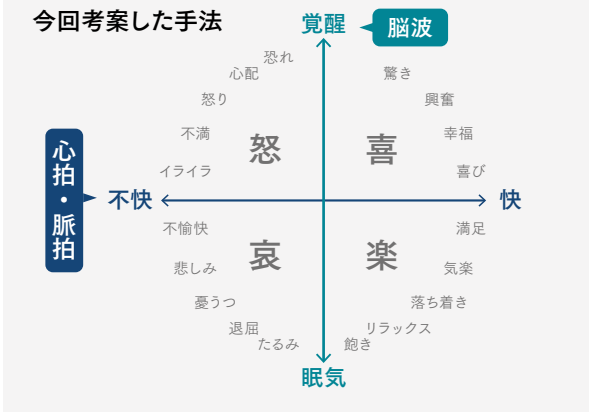 今回考案した手法
覚醒
脳波
恐れ
心配
驚き
怒り
興奮
不満
怒
喜
幸福
イライラ
喜び
心拍・脈拍
不快
快
不愉快
満足
悲しみ
哀
楽
気楽
憂うつ
落ち着き
退屈
リラックス
たるみ
飽き
眠気